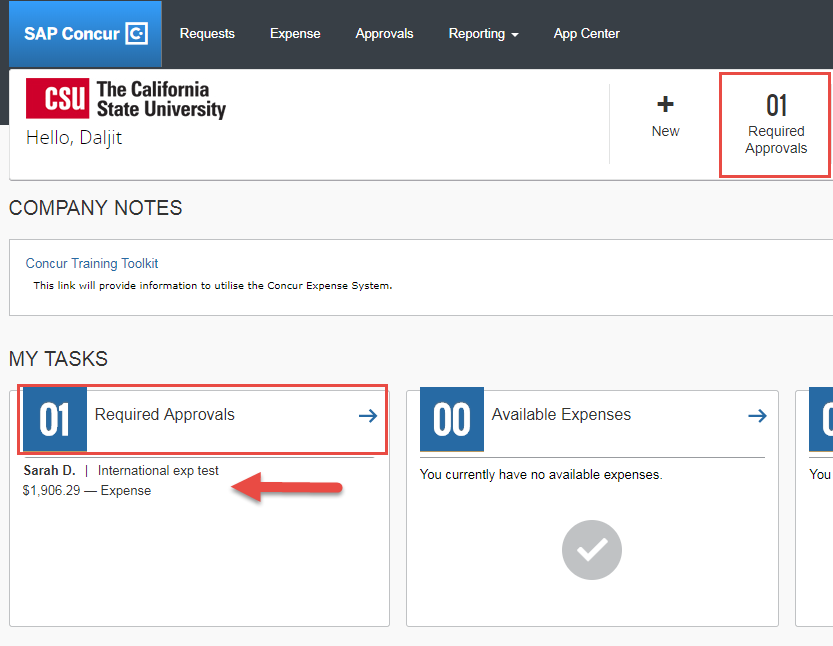 SAP Concur C
Requests
Expense
Approvals
Reporting
App Center
CSU The California
State University
Hello, Daljit
New
01
Required
Approvals
COMPANY NOTES
Concur Training Toolkit
This link will provide information to utilise the Concur Expense System.
MY TASKS
01 Required Approvals
Sarah D. | International exp test
$1,906.29 — Expense
00 Available Expenses
You currently have no available expenses.
You